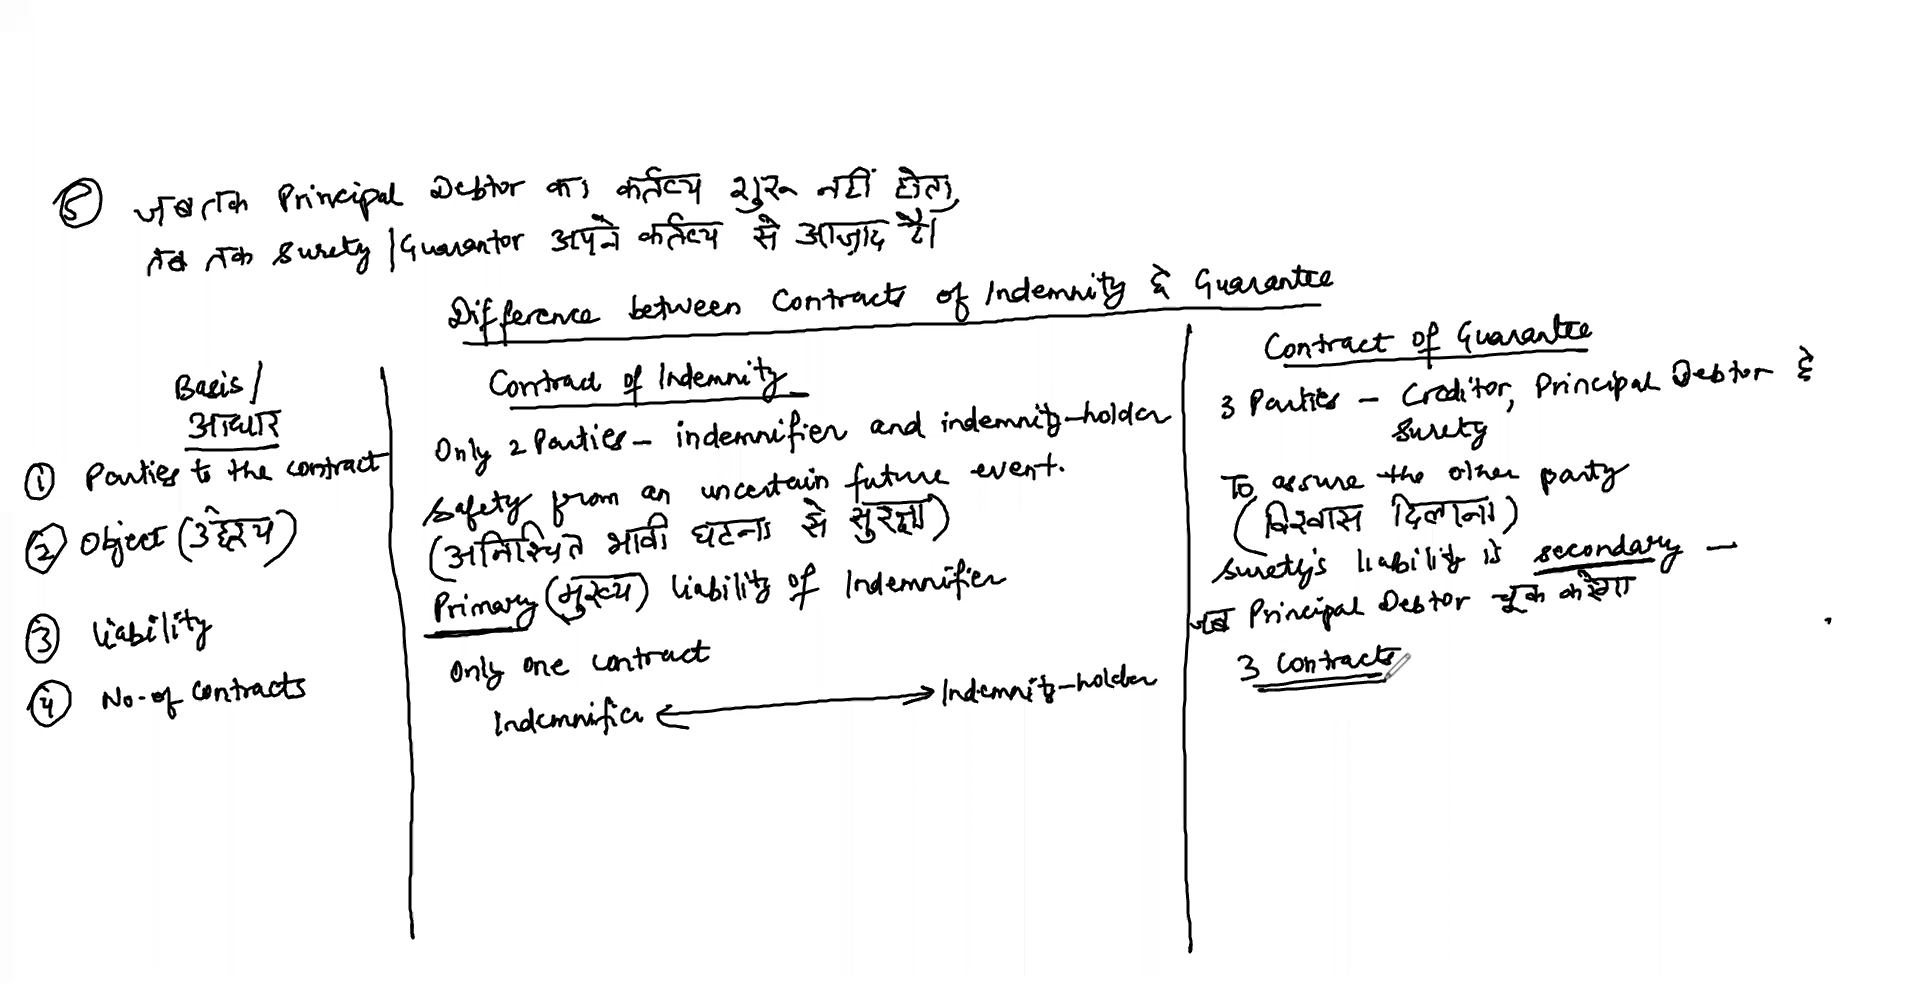 ⑤ जब तक Principal Debtor का कर्तव्य शुरू नहीं होता,
तब तक Surety/Guarantor अपने कर्तव्य से आज़ाद है।
Difference between Contracts of Indemnity & Guarantee
Basis/
आधार
① Parties to the contract
② Object (उद्देश्य)
③ Liability
④ No. of contracts
Contract of Indemnity
Only 2 Parties – indemnifier and indemnity-holder
Safety from an uncertain future event.
(अनिश्चित भावी घटना से सुरक्षा)
Primary (मुख्य) liability of Indemnifier
Only one contract
Indemnifier ↔ Indemnity-holder
Contract of Guarantee
3 Parties – Creditor, Principal Debtor &
Surety
To assure the other party
(विश्वास दिलाना)
Surety's liability is secondary –
जब Principal Debtor चूक करेगा
3 contracts